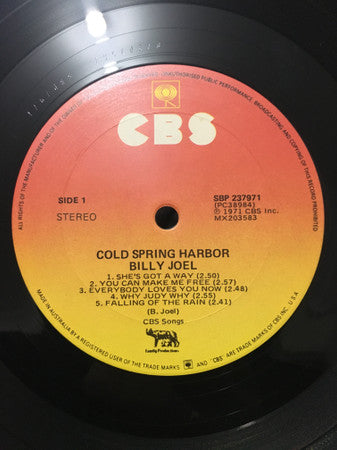 ALL RIGHTS OF THE MANUFACTURER AND OF THE OWNER OF THE RECORDED WORK RESERVED. UNAUTHORISED PUBLIC PERFORMANCE, BROADCASTING AND COPYING OF THIS RECORD PROHIBITED
CBS
SIDE 1
STEREO
SBP 237971
(PC38984)
℗ 1971 CBS Inc.
MX203583
COLD SPRING HARBOR
BILLY JOEL
1. SHE'S GOT A WAY (2.50)
2. YOU CAN MAKE ME FREE (2.57)
3. EVERYBODY LOVES YOU NOW (2.48)
4. WHY JUDY WHY (2.55)
5. FALLING OF THE RAIN (2.41)
(B. Joel)
CBS Songs
Family Productions
MADE IN AUSTRALIA BY A REGISTERED USER OF THE TRADE MARKS AND 'CBS' ARE TRADE MARKS OF CBS INC. U.S.A.